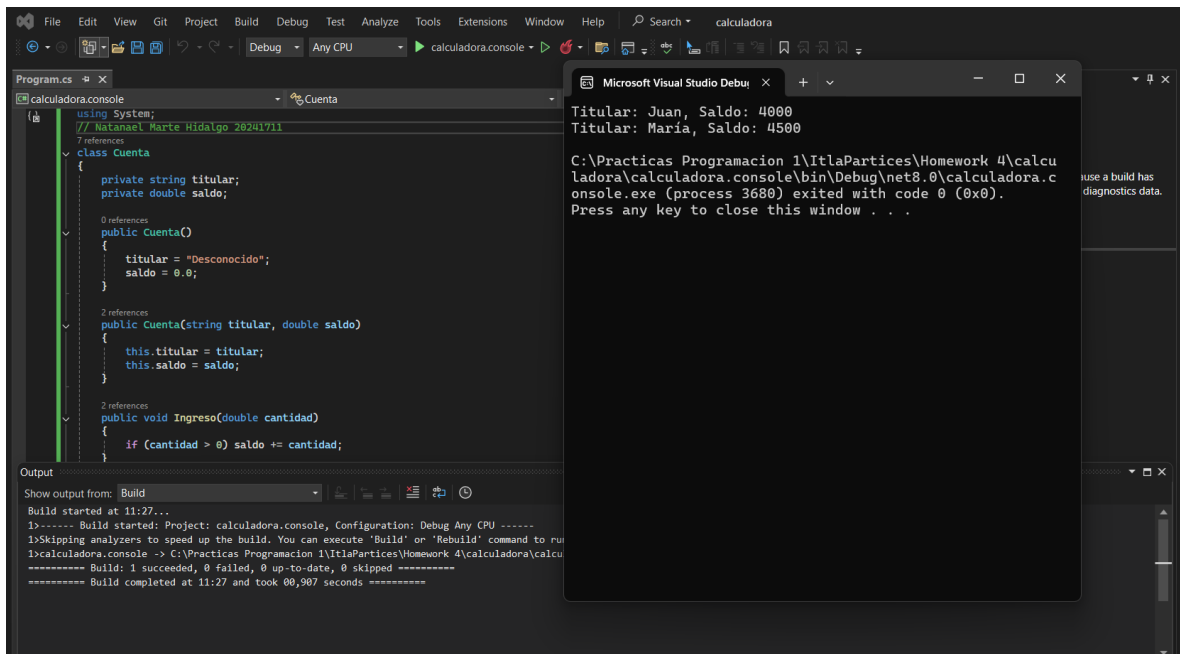 File Edit View Git Project Build Debug Test Analyze Tools Extensions Window Help Search calculadora
Debug Any CPU calculadora.console
Program.cs
calculadora.console Cuenta
using System;
// Natanael Marte Hidalgo 20241711
7 references
class Cuenta
{
private string titular;
private double saldo;
0 references
public Cuenta()
{
titular = "Desconocido";
saldo = 0.0;
}
2 references
public Cuenta(string titular, double saldo)
{
this.titular = titular;
this.saldo = saldo;
}
2 references
public void Ingreso(double cantidad)
{
if (cantidad > 0) saldo += cantidad;
}
Microsoft Visual Studio Debu
Titular: Juan, Saldo: 4000
Titular: María, Saldo: 4500
C:\Practicas Programacion 1\ItlaPartices\Homework 4\calcu
ladora\calculadora.console\bin\Debug\net8.0\calculadora.c
onsole.exe (process 3680) exited with code 0 (0x0).
Press any key to close this window . . .
ause a build has
diagnostics data.
Output
Show output from: Build
Build started at 11:27...
1>------ Build started: Project: calculadora.console, Configuration: Debug Any CPU ------
1>Skipping analyzers to speed up the build. You can execute 'Build' or 'Rebuild' command to ru
1>calculadora.console -> C:\Practicas Programacion 1\ItlaPartices\Homework 4\calculadora\calcu
========== Build: 1 succeeded, 0 failed, 0 up-to-date, 0 skipped ==========
========== Build completed at 11:27 and took 00,907 seconds ==========